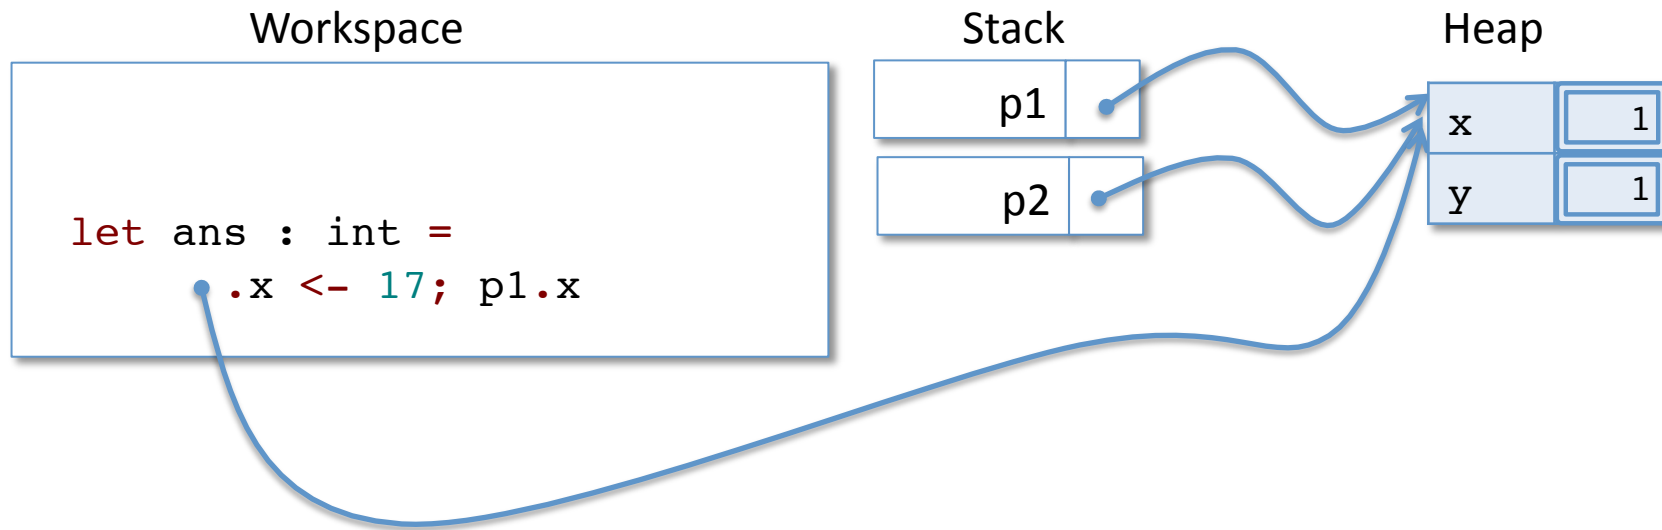 Workspace
Stack
Heap
p1
x 1
p2
y 1
let ans : int =
.x <- 17; p1.x